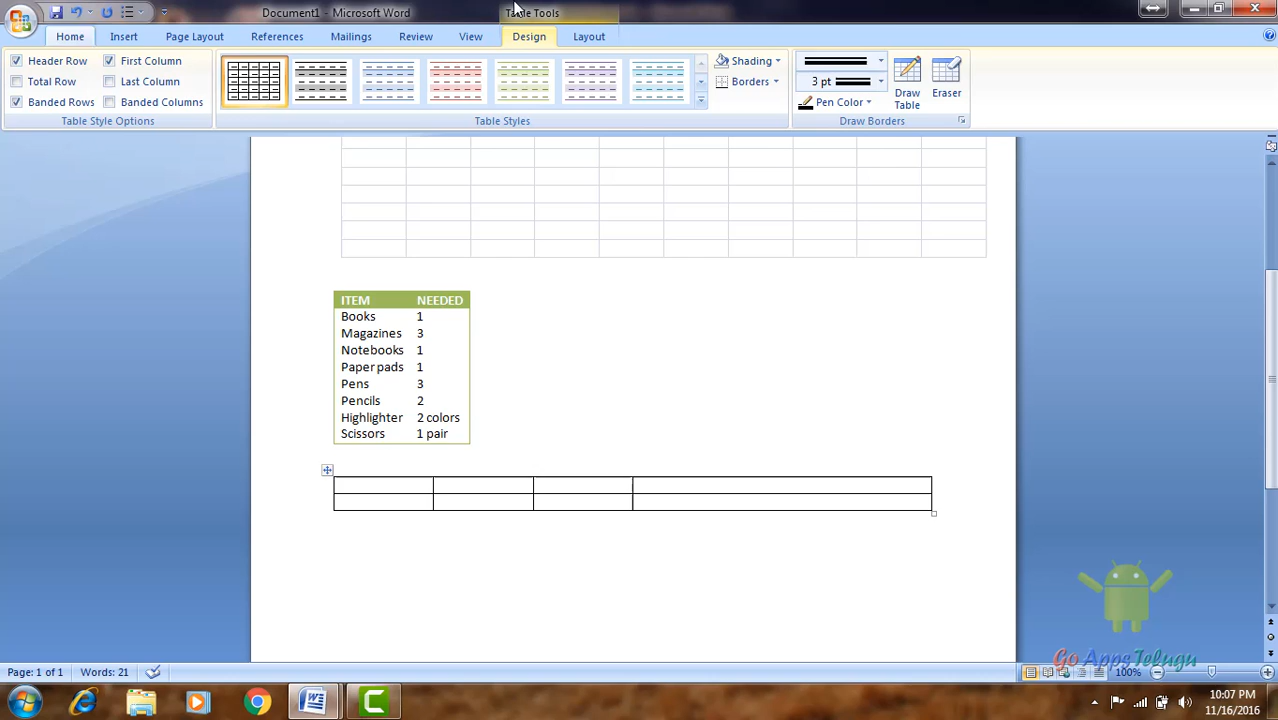 Document1 - Microsoft Word
Table Tools
Home Insert Page Layout References Mailings Review View Design Layout
Header Row First Column
Total Row Last Column
Banded Rows Banded Columns
Table Style Options
Table Styles
Shading
Borders
3 pt
Pen Color
Draw Table
Eraser
Draw Borders
ITEM NEEDED
Books 1
Magazines 3
Notebooks 1
Paper pads 1
Pens 3
Pencils 2
Highlighter 2 colors
Scissors 1 pair
Go Apps Telugu
Page: 1 of 1 Words: 21 100%
10:07 PM
11/16/2016